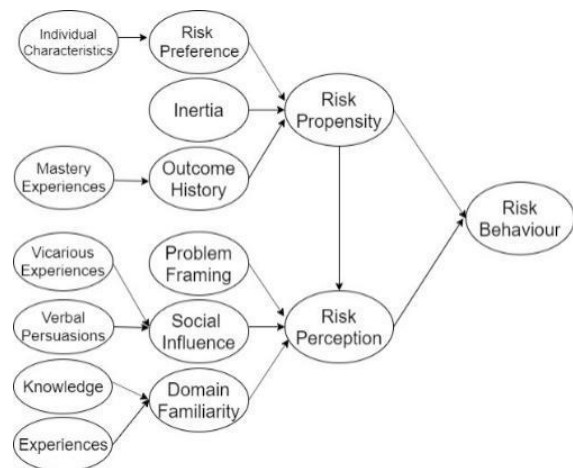 Individual
Characteristics
Risk
Preference
Inertia
Risk
Propensity
Mastery
Experiences
Outcome
History
Risk
Behaviour
Vicarious
Experiences
Problem
Framing
Verbal
Persuasions
Social
Influence
Risk
Perception
Knowledge
Domain
Familiarity
Experiences